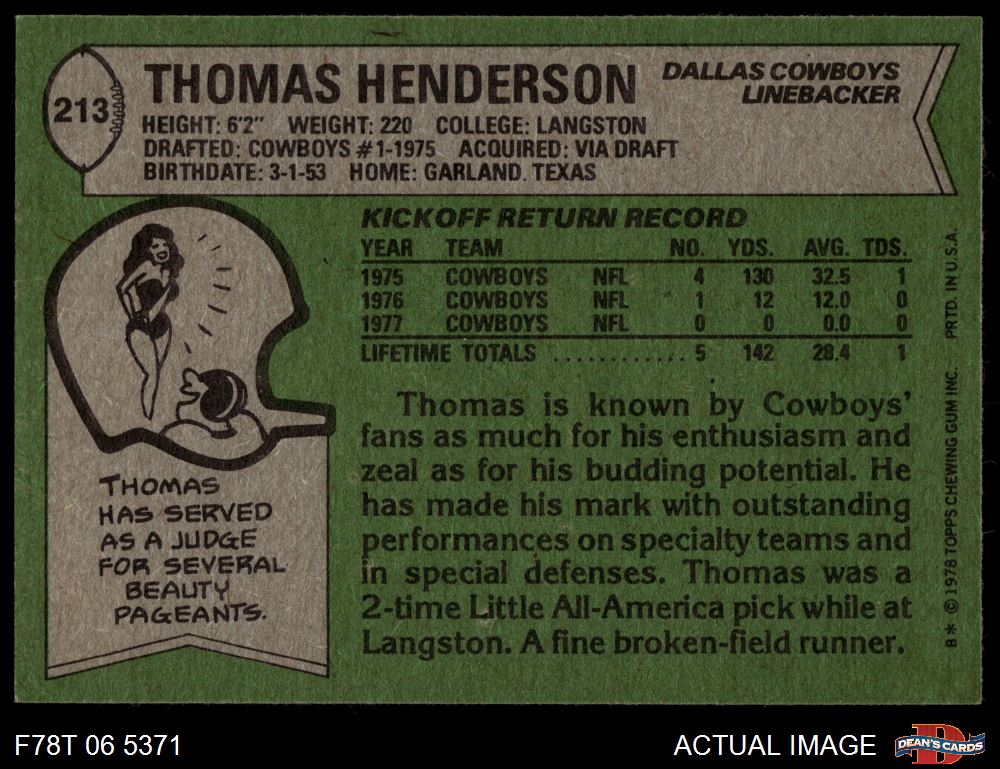 213
THOMAS HENDERSON
DALLAS COWBOYS
LINEBACKER
HEIGHT: 6'2" WEIGHT: 220 COLLEGE: LANGSTON
DRAFTED: COWBOYS #1-1975 ACQUIRED: VIA DRAFT
BIRTHDATE: 3-1-53 HOME: GARLAND, TEXAS
KICKOFF RETURN RECORD
YEAR TEAM NO. YDS. AVG. TDS.
1975 COWBOYS NFL 4 130 32.5 1
1976 COWBOYS NFL 1 12 12.0 0
1977 COWBOYS NFL 0 0 0.0 0
LIFETIME TOTALS ............ 5 142 28.4 1
Thomas is known by Cowboys'
fans as much for his enthusiasm and
zeal as for his budding potential. He
has made his mark with outstanding
performances on specialty teams and
in special defenses. Thomas was a
2-time Little All-America pick while at
Langston. A fine broken-field runner.
THOMAS
HAS SERVED
AS A JUDGE
FOR SEVERAL
BEAUTY
PAGEANTS.
B* © 1978 TOPPS CHEWING GUM INC. PRTD. IN U.S.A.
F78T 06 5371
ACTUAL IMAGE
D
DEAN'S CARDS